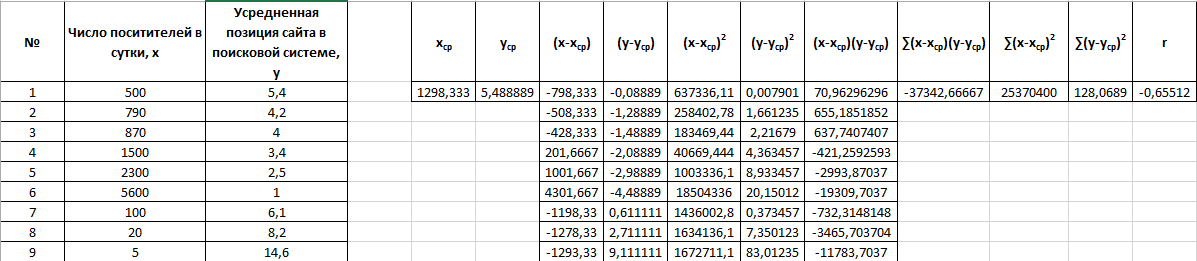 № Число поситителей в сутки, x Усредненная позиция сайта в поисковой системе, y xср yср (x-xср) (y-yср) (x-xср)2 (y-yср)2 (x-xср)(y-yср) ∑(x-xср)(y-yср) ∑(x-xср)2 ∑(y-yср)2 r
1 500 5,4 1298,333 5,488889 -798,333 -0,08889 637336,11 0,007901 70,96296296 -37342,66667 25370400 128,0689 -0,65512
2 790 4,2 -508,333 -1,28889 258402,78 1,661235 655,1851852
3 870 4 -428,333 -1,48889 183469,44 2,21679 637,7407407
4 1500 3,4 201,6667 -2,08889 40669,444 4,363457 -421,2592593
5 2300 2,5 1001,667 -2,98889 1003336,1 8,933457 -2993,87037
6 5600 1 4301,667 -4,48889 18504336 20,15012 -19309,7037
7 100 6,1 -1198,33 0,611111 1436002,8 0,373457 -732,3148148
8 20 8,2 -1278,33 2,711111 1634136,1 7,350123 -3465,703704
9 5 14,6 -1293,33 9,111111 1672711,1 83,01235 -11783,7037